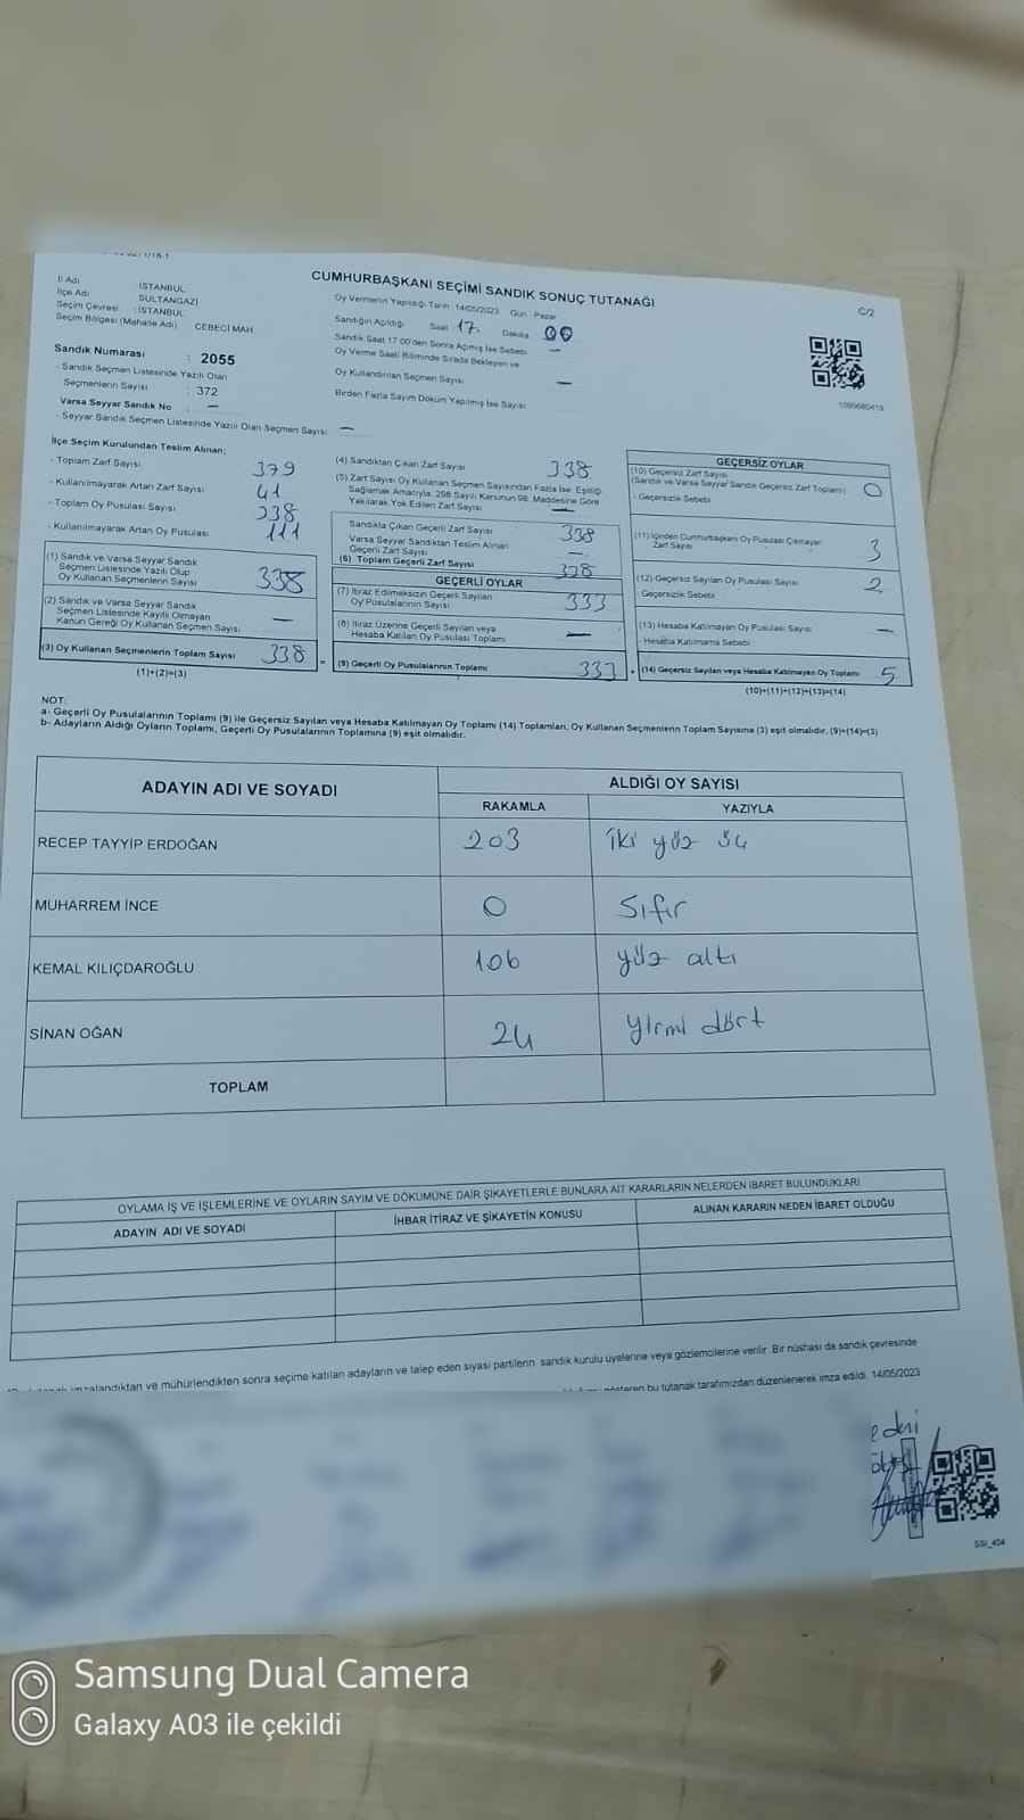 CUMHURBAŞKANI SEÇİMİ SANDIK SONUÇ TUTANAĞI
C/2
İl Adı İSTANBUL
İlçe Adı SULTANGAZİ
Seçim Çevresi : İSTANBUL
Seçim Bölgesi (Mahalle Adı) CEBECİ MAH
Sandık Numarası : 2055
- Sandık Seçmen Listesinde Yazılı Olan
Seçmenlerin Sayısı : 372
Varsa Seyyar Sandık No –
- Seyyar Sandık Seçmen Listesinde Yazılı Olan Seçmen Sayısı –
Oy Vermenin Yapıldığı Tarih 14/05/2023 Gün : Pazar
Sandığın Açıldığı Saat 17. Dakika 00
Sandık Saat 17.00'den Sonra Açılmış İse Sebebi –
Oy Verme Saati Bitiminde Sırada Bekleyen ve
Oy Kullandırılan Seçmen Sayısı –
Birden Fazla Sayım Döküm Yapılmış İse Sayısı
1095680419
İlçe Seçim Kurulundan Teslim Alınan;
- Toplam Zarf Sayısı 379
- Kullanılmayarak Artan Zarf Sayısı 41
- Toplam Oy Pusulası Sayısı 338
- Kullanılmayarak Artan Oy Pusulası 111
(1) Sandık ve Varsa Seyyar Sandık
Seçmen Listesinde Yazılı Olup
Oy Kullanan Seçmenlerin Sayısı 338
(2) Sandık ve Varsa Seyyar Sandık
Seçmen Listesinde Kayıtlı Olmayan
Kanun Gereği Oy Kullanan Seçmen Sayısı –
(3) Oy Kullanan Seçmenlerin Toplam Sayısı 338 =
(1)+(2)=(3)
(4) Sandıktan Çıkan Zarf Sayısı 338
(5) Zarf Sayısı Oy Kullanan Seçmen Sayısından Fazla İse, Eşitliği
Sağlamak Amacıyla, 298 Sayılı Kanunun 98. Maddesine Göre
Yakılarak Yok Edilen Zarf Sayısı –
Sandıkta Çıkan Geçerli Zarf Sayısı 338
Varsa Seyyar Sandıktan Teslim Alınan
Geçerli Zarf Sayısı –
(6) Toplam Geçerli Zarf Sayısı 338
GEÇERLİ OYLAR
(7) İtiraz Edilmeksizin Geçerli Sayılan
Oy Pusulalarının Sayısı 333
(8) İtiraz Üzerine Geçerli Sayılan veya
Hesaba Katılan Oy Pusulası Toplamı –
(9) Geçerli Oy Pusulalarının Toplamı 333 +
GEÇERSİZ OYLAR
(10) Geçersiz Zarf Sayısı
(Sandık ve Varsa Seyyar Sandık Geçersiz Zarf Toplamı) 0
- Geçersizlik Sebebi
(11) İçinden Cumhurbaşkanı Oy Pusulası Çıkmayan
Zarf Sayısı 3
(12) Geçersiz Sayılan Oy Pusulası Sayısı 2
Geçersizlik Sebebi
(13) Hesaba Katılmayan Oy Pusulası Sayısı –
- Hesaba Katılmama Sebebi
(14) Geçersiz Sayılan veya Hesaba Katılmayan Oy Toplamı 5
(10)+(11)+(12)+(13)=(14)
NOT:
a- Geçerli Oy Pusulalarının Toplamı (9) ile Geçersiz Sayılan veya Hesaba Katılmayan Oy Toplamı (14) Toplamları, Oy Kullanan Seçmenlerin Toplam Sayısına (3) eşit olmalıdır. (9)+(14)=(3)
b- Adayların Aldığı Oyların Toplamı, Geçerli Oy Pusulalarının Toplamına (9) eşit olmalıdır.
ADAYIN ADI VE SOYADI ALDIĞI OY SAYISI
RAKAMLA YAZIYLA
RECEP TAYYİP ERDOĞAN 203 iki yüz üç
MUHARREM İNCE 0 Sıfır
KEMAL KILIÇDAROĞLU 106 yüz altı
SİNAN OĞAN 24 yirmi dört
TOPLAM
OYLAMA İŞ VE İŞLEMLERİNE VE OYLARIN SAYIM VE DÖKÜMÜNE DAİR ŞİKAYETLERLE BUNLARA AİT KARARLARIN NELERDEN İBARET BULUNDUKLARI
ADAYIN ADI VE SOYADI İHBAR İTİRAZ VE ŞİKAYETİN KONUSU ALINAN KARARIN NEDEN İBARET OLDUĞU
imzalandıktan ve mühürlendikten sonra seçime katılan adayların ve talep eden siyasi partilerin sandık kurulu üyelerine veya gözlemcilerine verilir. Bir nüshası da sandık çevresinde
gösteren bu tutanak tarafımızdan düzenlenerek imza edildi. 14/05/2023
SSI_404
Samsung Dual Camera
Galaxy A03 ile çekildi